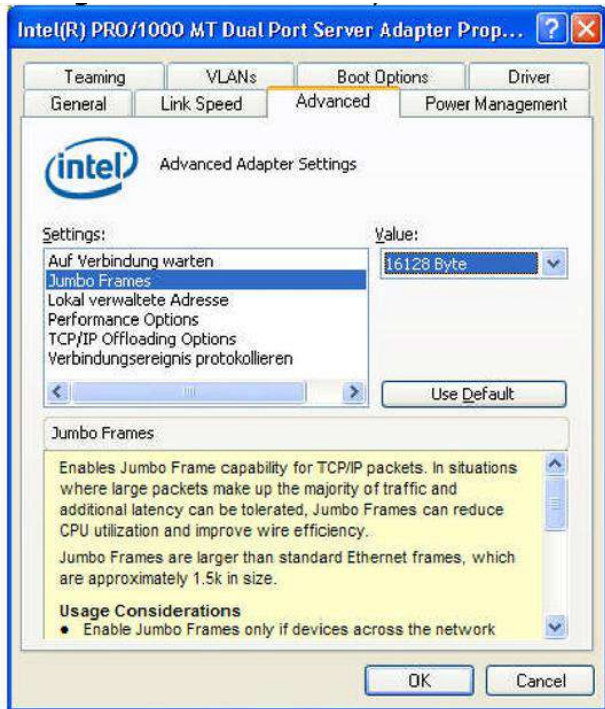 Intel(R) PRO/1000 MT Dual Port Server Adapter Prop...
Teaming VLANs Boot Options Driver
General Link Speed Advanced Power Management
intel Advanced Adapter Settings
Settings: Value:
Auf Verbindung warten 16128 Byte
Jumbo Frames
Lokal verwaltete Adresse
Performance Options
TCP/IP Offloading Options
Verbindungsereignis protokollieren
Use Default
Jumbo Frames
Enables Jumbo Frame capability for TCP/IP packets. In situations
where large packets make up the majority of traffic and
additional latency can be tolerated, Jumbo Frames can reduce
CPU utilization and improve wire efficiency.
Jumbo Frames are larger than standard Ethernet frames, which
are approximately 1.5k in size.
Usage Considerations
• Enable Jumbo Frames only if devices across the network
OK Cancel